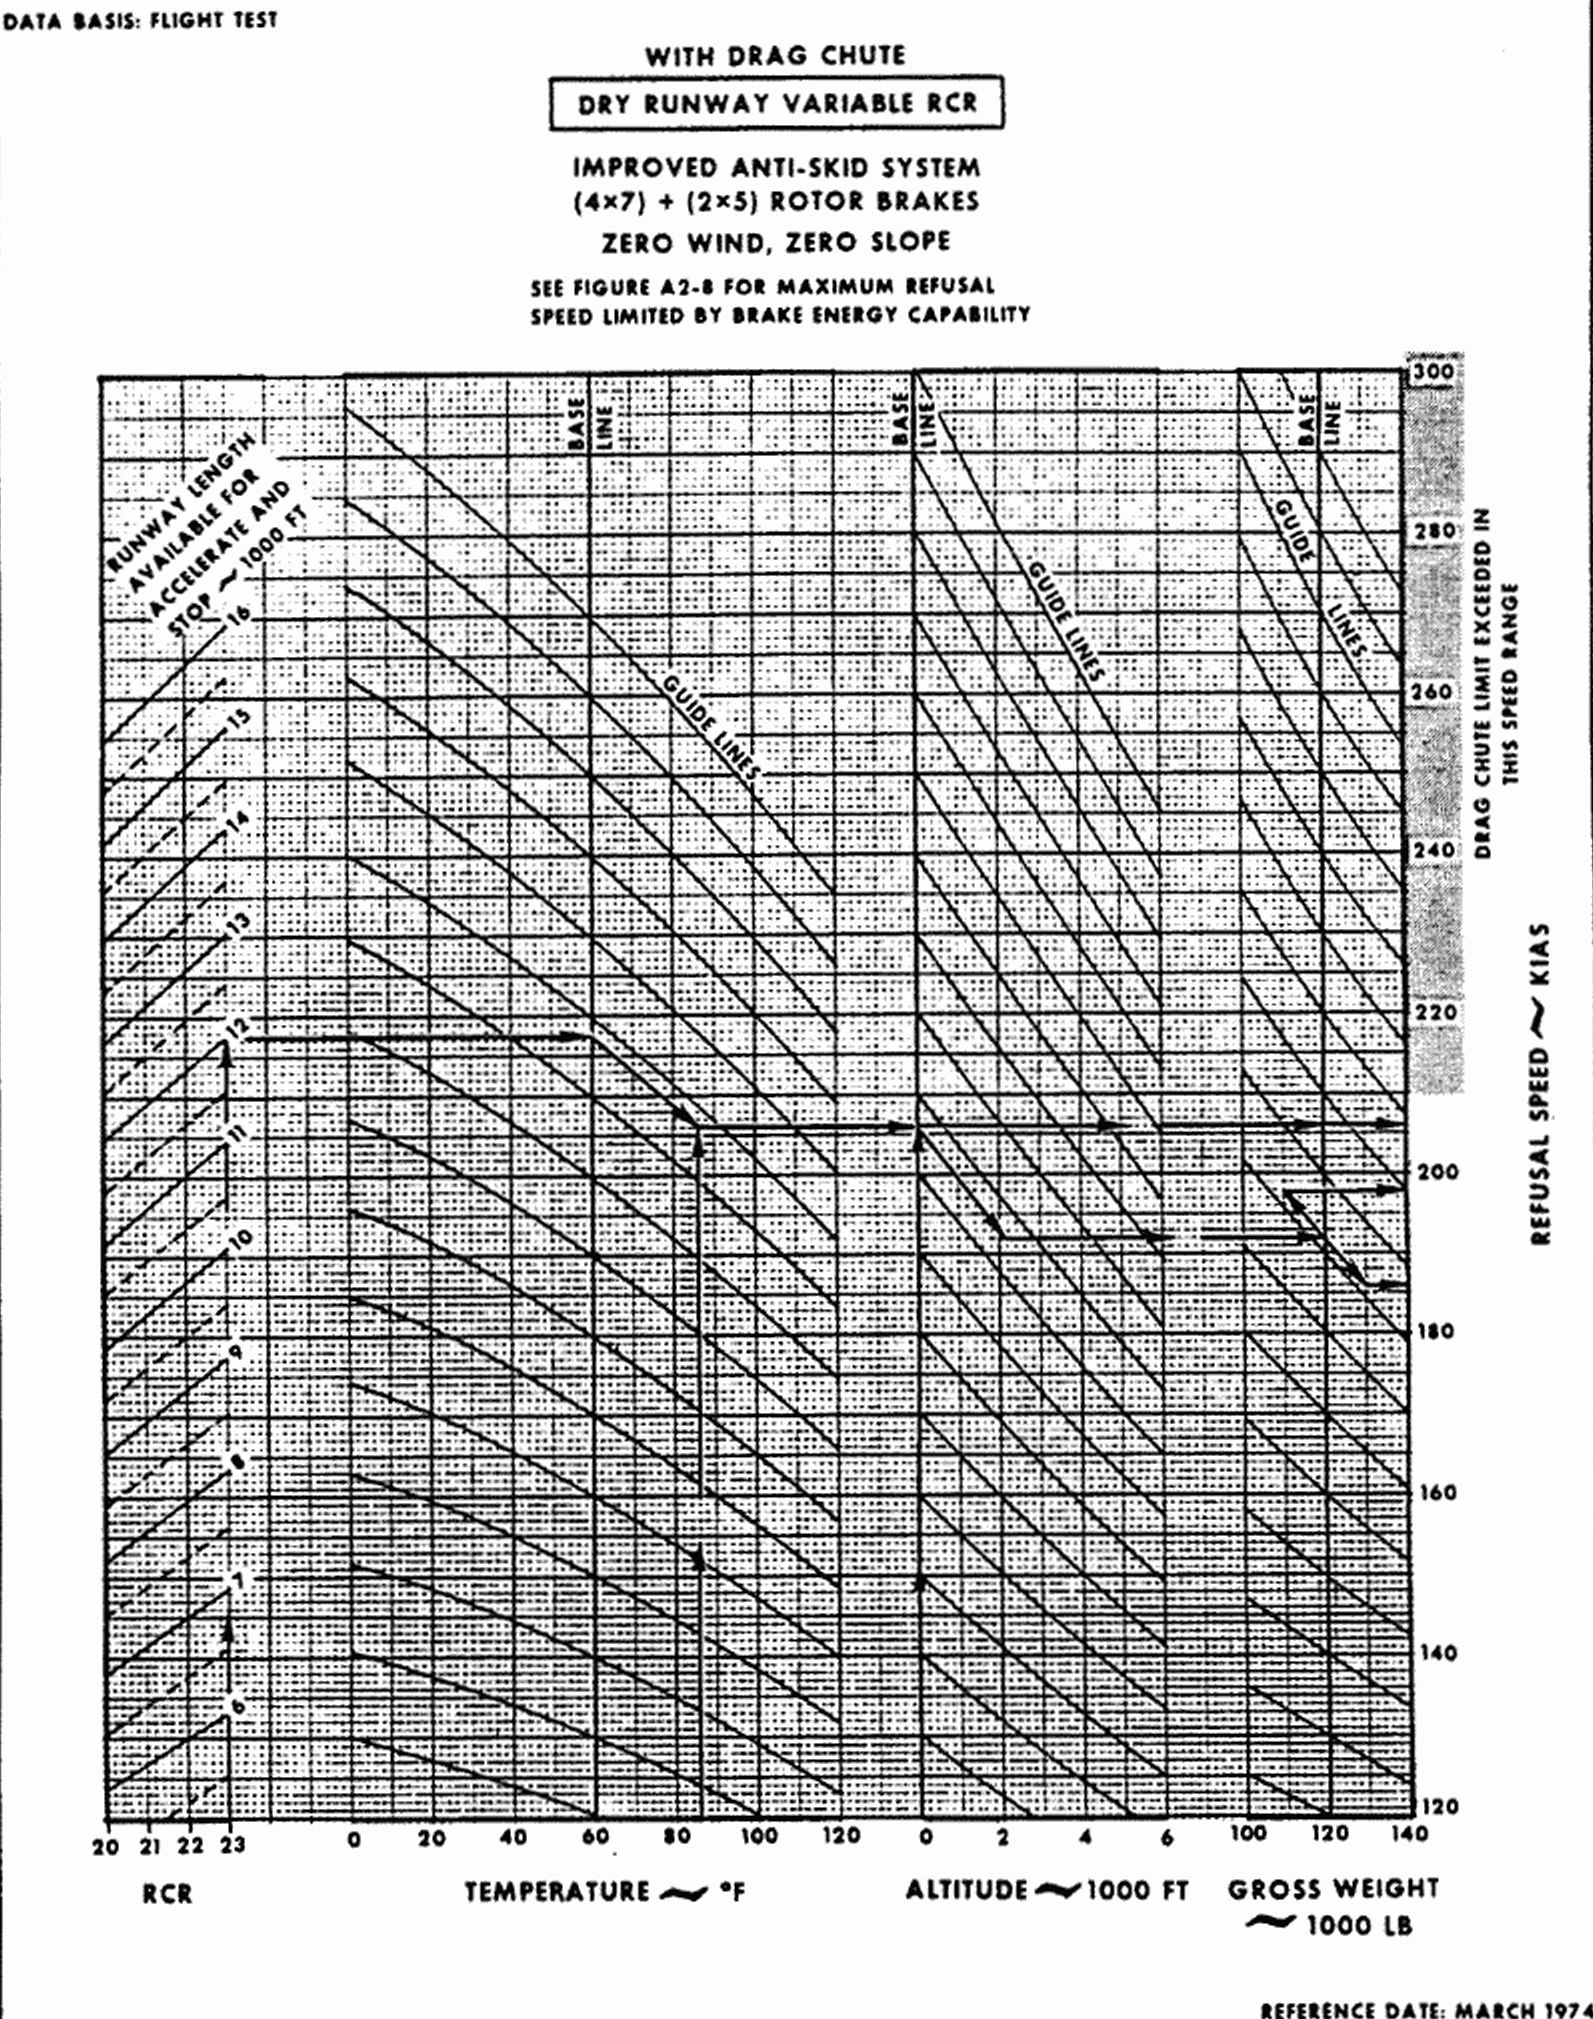 DATA BASIS: FLIGHT TEST
WITH DRAG CHUTE
DRY RUNWAY VARIABLE RCR
IMPROVED ANTI-SKID SYSTEM
(4×7) + (2×5) ROTOR BRAKES
ZERO WIND, ZERO SLOPE
SEE FIGURE A2-8 FOR MAXIMUM REFUSAL
SPEED LIMITED BY BRAKE ENERGY CAPABILITY
RUNWAY LENGTH
AVAILABLE FOR
ACCELERATE AND
STOP ~ 1000 FT
16
15
14
13
12
11
10
9
8
7
6
BASE
LINE
GUIDE LINES
BASE
LINE
GUIDE LINES
BASE
LINE
GUIDE
LINES
300
280
260
240
220
200
180
160
140
120
DRAG CHUTE LIMIT EXCEEDED IN
THIS SPEED RANGE
REFUSAL SPEED ~ KIAS
20 21 22 23
0 20 40 60 80 100 120
0 2 4 6
100 120 140
RCR
TEMPERATURE ~ °F
ALTITUDE ~ 1000 FT
GROSS WEIGHT
~ 1000 LB
REFERENCE DATE: MARCH 1974